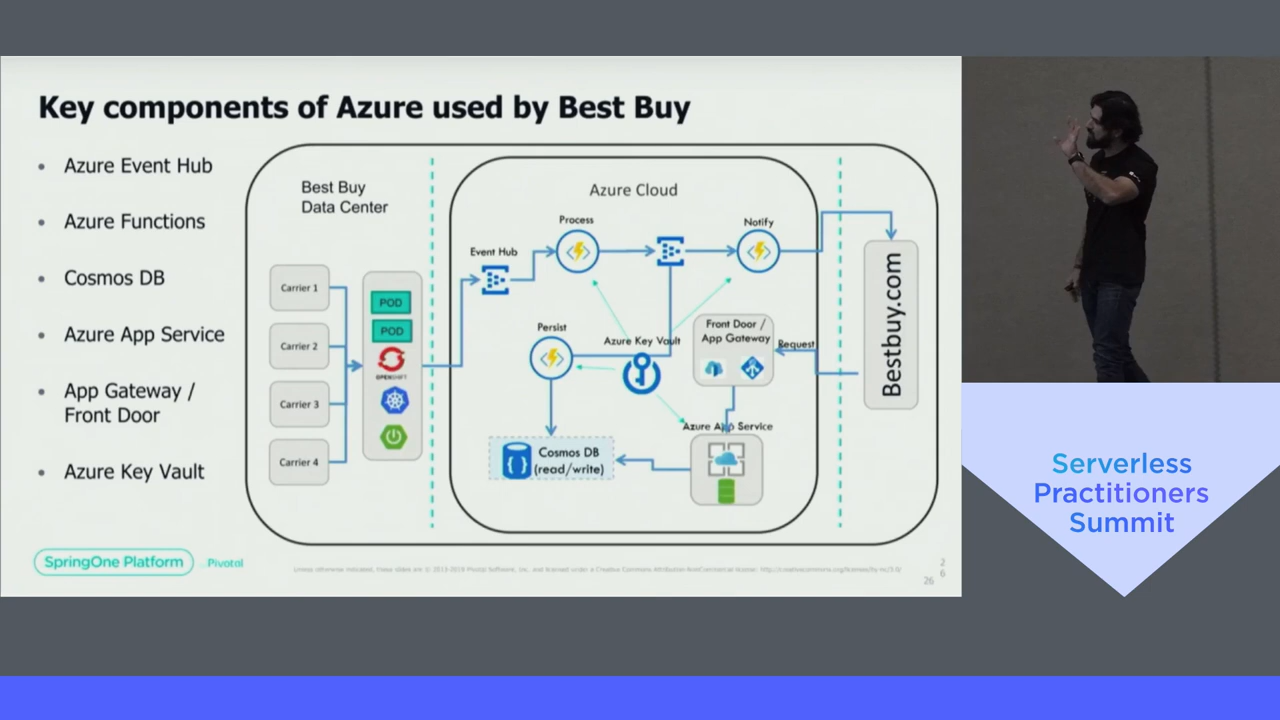 Key components of Azure used by Best Buy
Azure Event Hub
Azure Functions
Cosmos DB
Azure App Service
App Gateway /
Front Door
Azure Key Vault
Best Buy
Data Center
Carrier 1
Carrier 2
Carrier 3
Carrier 4
POD
POD
OPENSHIFT
Azure Cloud
Event Hub
Process
Notify
Persist
Azure Key Vault
Front Door /
App Gateway
Request
Azure App Service
Cosmos DB
(read/write)
Bestbuy.com
SpringOne Platform
Pivotal
26
2
6
Serverless
Practitioners
Summit